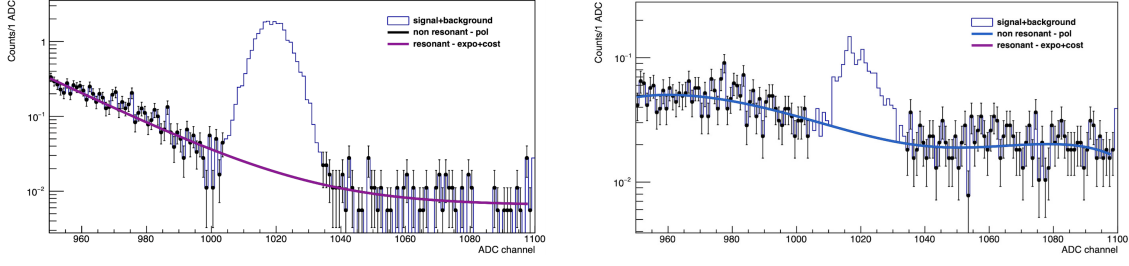 Counts/1 ADC
signal+background
non resonant - pol
resonant - expo+cost
1
10⁻¹
10⁻²
960 980 1000 1020 1040 1060 1080 1100
ADC channel
Counts/1 ADC
signal+background
non resonant - pol
resonant - expo+cost
10⁻¹
10⁻²
960 980 1000 1020 1040 1060 1080 1100
ADC channel